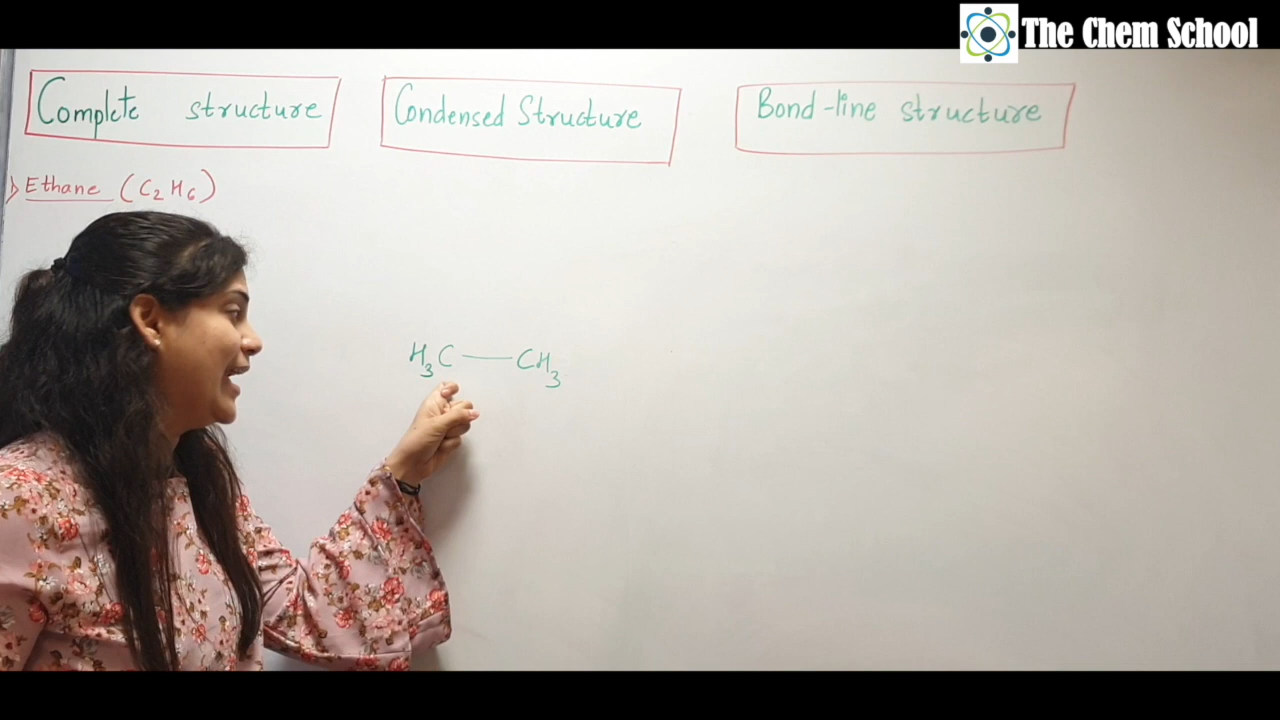 The Chem School
Complete structure
Condensed Structure
Bond-line structure
) Ethane (C₂H₆)
H₃C — CH₃